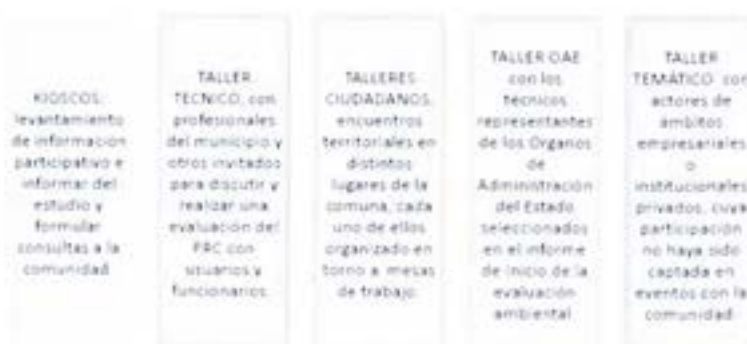 KIOSCOS:
levantamiento
de información
participativo e
informar del
estudio y
formular
consultas a la
comunidad
TALLER
TECNICO, con
profesionales
del municipio y
otros invitados
para discutir y
realizar una
evaluación del
PRC con
usuarios y
funcionarios.
TALLERES
CIUDADANOS,
encuentros
territoriales en
distintos
lugares de la
comuna, cada
uno de ellos
organizado en
torno a mesas
de trabajo.
TALLER OAE
con los
técnicos
representantes
de los Órganos
de
Administración
del Estado
seleccionados
en el informe
de Inicio de la
evaluación
ambiental
TALLER
TEMÁTICO con
actores de
ámbitos
empresariales
o
institucionales
privados, cuya
participación
no haya sido
captada en
eventos con la
comunidad